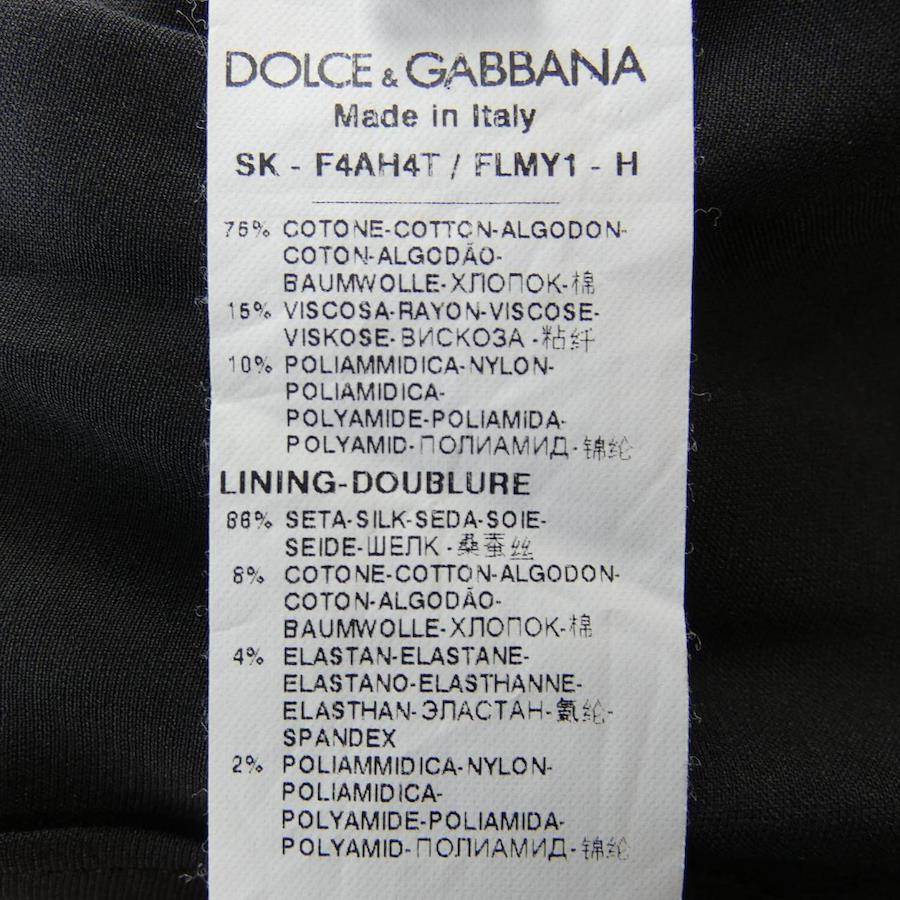 DOLCE & GABBANA
Made in Italy
SK - F4AH4T / FLMY1 - H
75% COTONE-COTTON-ALGODON-
COTON-ALGODÃO-
BAUMWOLLE-ХЛОПОК-棉
15% VISCOSA-RAYON-VISCOSE-
VISKOSE-ВИСКОЗА -粘纤
10% POLIAMMIDICA-NYLON-
POLIAMIDICA-
POLYAMIDE-POLIAMIDA-
POLYAMID-ПОЛИАМИД-锦纶
LINING-DOUBLURE
86% SETA-SILK-SEDA-SOIE-
SEIDE-ШЕЛК -桑蚕丝
8% COTONE-COTTON-ALGODON-
COTON-ALGODÃO-
BAUMWOLLE-ХЛОПОК-棉
4% ELASTAN-ELASTANE-
ELASTANO-ELASTHANNE-
ELASTHAN-ЭЛАСТАН-氨纶-
SPANDEX
2% POLIAMMIDICA-NYLON-
POLIAMIDICA-
POLYAMIDE-POLIAMIDA-
POLYAMID-ПОЛИАМИД-锦纶